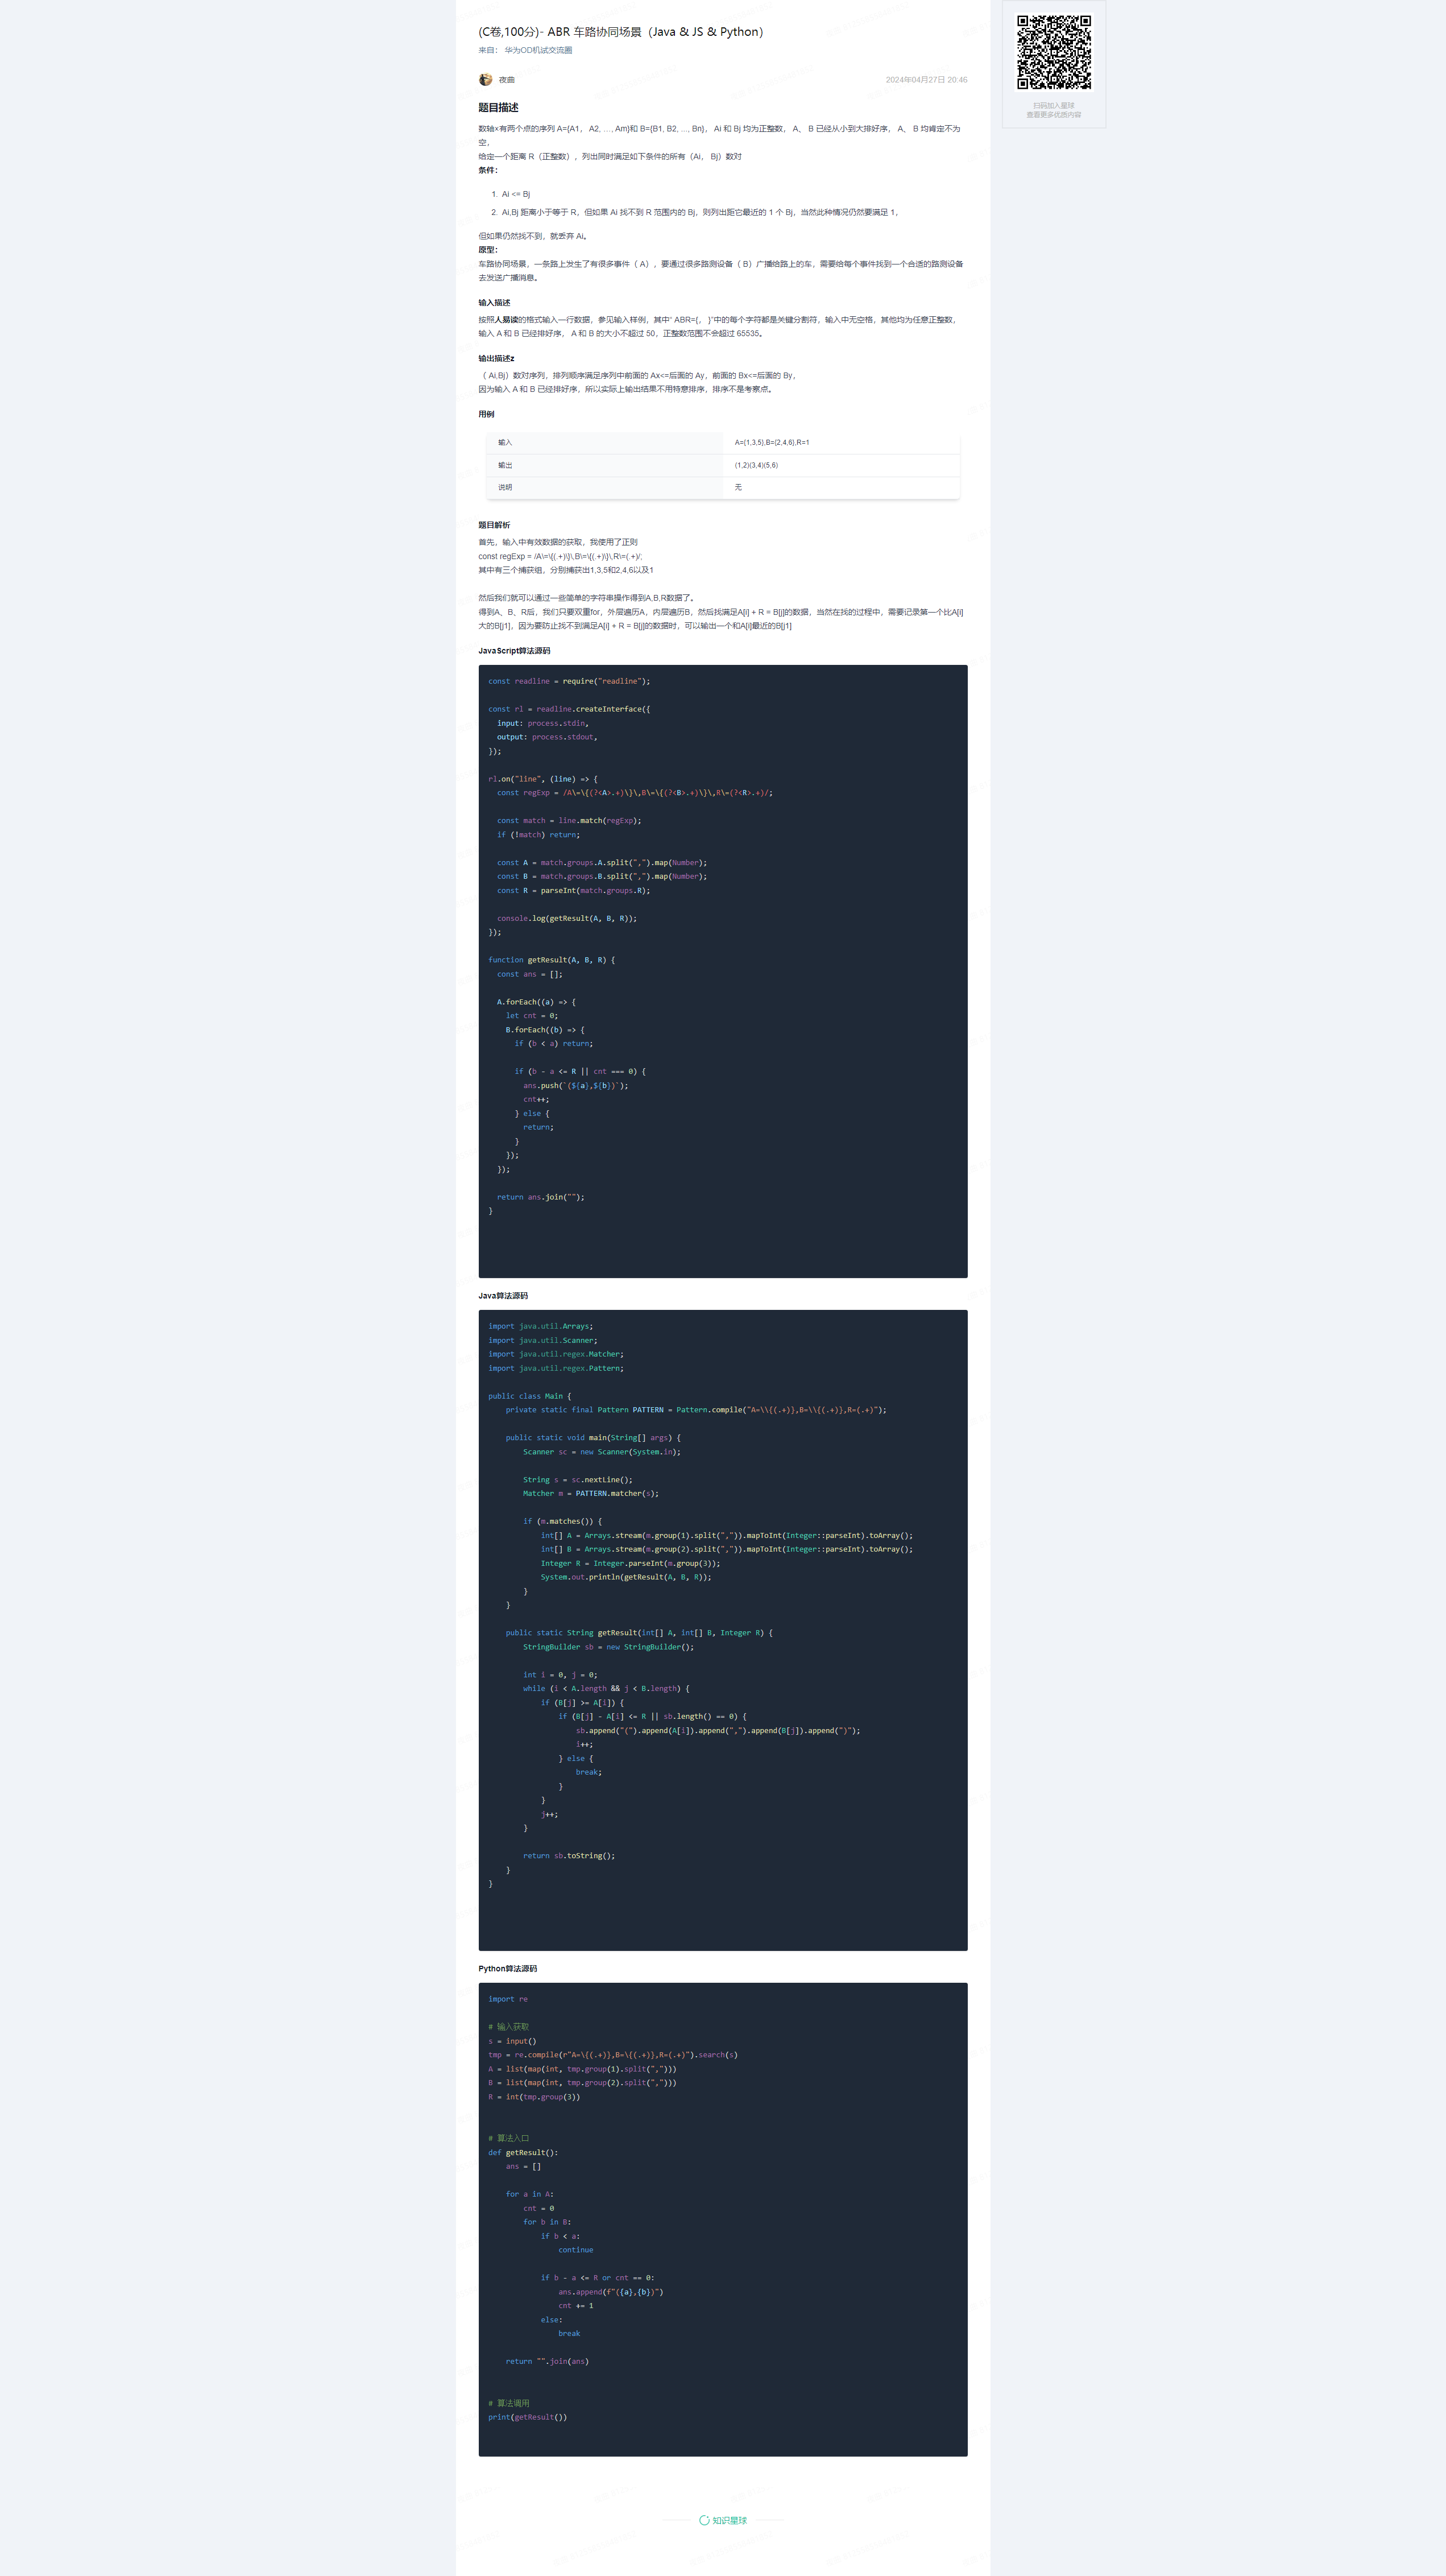 (C卷,100分)- ABR 车路协同场景（Java & JS & Python）
来自： 华为OD机试交流圈
夜曲
2024年04月27日 20:46
扫码加入星球
查看更多优质内容
题目描述
数轴×有两个点的序列 A={A1， A2, …, Am}和 B={B1, B2, ..., Bn}， Ai 和 Bj 均为正整数， A、 B 已经从小到大排好序， A、 B 均肯定不为
空，
给定一个距离 R（正整数），列出同时满足如下条件的所有（Ai， Bj）数对
条件：
1. Ai <= Bj
2. Ai,Bj 距离小于等于 R，但如果 Ai 找不到 R 范围内的 Bj，则列出距它最近的 1 个 Bj，当然此种情况仍然要满足 1，
但如果仍然找不到，就丢弃 Ai。
原型：
车路协同场景，一条路上发生了有很多事件（ A），要通过很多路测设备（ B）广播给路上的车，需要给每个事件找到一个合适的路测设备
去发送广播消息。
输入描述
按照人易读的格式输入一行数据，参见输入样例，其中“ ABR={， }”中的每个字符都是关键分割符，输入中无空格，其他均为任意正整数，
输入 A 和 B 已经排好序， A 和 B 的大小不超过 50，正整数范围不会超过 65535。
输出描述z
（ Ai,Bj）数对序列，排列顺序满足序列中前面的 Ax<=后面的 Ay，前面的 Bx<=后面的 By，
因为输入 A 和 B 已经排好序，所以实际上输出结果不用特意排序，排序不是考察点。
用例
输入 A={1,3,5},B={2,4,6},R=1
输出 (1,2)(3,4)(5,6)
说明 无
题目解析
首先，输入中有效数据的获取，我使用了正则
const regExp = /A\=\{(.+)\}\,B\=\{(.+)\}\,R\=(.+)/;
其中有三个捕获组，分别捕获出1,3,5和2,4,6以及1
然后我们就可以通过一些简单的字符串操作得到A,B,R数据了。
得到A、B、R后，我们只要双重for，外层遍历A，内层遍历B，然后找满足A[i] + R = B[j]的数据，当然在找的过程中，需要记录第一个比A[i]
大的B[j1]，因为要防止找不到满足A[i] + R = B[j]的数据时，可以输出一个和A[i]最近的B[j1]
JavaScript算法源码
const readline = require("readline");
const rl = readline.createInterface({
  input: process.stdin,
  output: process.stdout,
});
rl.on("line", (line) => {
  const regExp = /A\=\{(?<A>.+)\}\,B\=\{(?<B>.+)\}\,R\=(?<R>.+)/;
  const match = line.match(regExp);
  if (!match) return;
  const A = match.groups.A.split(",").map(Number);
  const B = match.groups.B.split(",").map(Number);
  const R = parseInt(match.groups.R);
  console.log(getResult(A, B, R));
});
function getResult(A, B, R) {
  const ans = [];
  A.forEach((a) => {
    let cnt = 0;
    B.forEach((b) => {
      if (b < a) return;
      if (b - a <= R || cnt === 0) {
        ans.push(`(${a},${b})`);
        cnt++;
      } else {
        return;
      }
    });
  });
  return ans.join("");
}
Java算法源码
import java.util.Arrays;
import java.util.Scanner;
import java.util.regex.Matcher;
import java.util.regex.Pattern;
public class Main {
    private static final Pattern PATTERN = Pattern.compile("A=\\{(.+)},B=\\{(.+)},R=(.+)");
    public static void main(String[] args) {
        Scanner sc = new Scanner(System.in);
        String s = sc.nextLine();
        Matcher m = PATTERN.matcher(s);
        if (m.matches()) {
            int[] A = Arrays.stream(m.group(1).split(",")).mapToInt(Integer::parseInt).toArray();
            int[] B = Arrays.stream(m.group(2).split(",")).mapToInt(Integer::parseInt).toArray();
            Integer R = Integer.parseInt(m.group(3));
            System.out.println(getResult(A, B, R));
        }
    }
    public static String getResult(int[] A, int[] B, Integer R) {
        StringBuilder sb = new StringBuilder();
        int i = 0, j = 0;
        while (i < A.length && j < B.length) {
            if (B[j] >= A[i]) {
                if (B[j] - A[i] <= R || sb.length() == 0) {
                    sb.append("(").append(A[i]).append(",").append(B[j]).append(")");
                    i++;
                } else {
                    break;
                }
            }
            j++;
        }
        return sb.toString();
    }
}
Python算法源码
import re
# 输入获取
s = input()
tmp = re.compile(r"A=\{(.+)},B=\{(.+)},R=(.+)").search(s)
A = list(map(int, tmp.group(1).split(",")))
B = list(map(int, tmp.group(2).split(",")))
R = int(tmp.group(3))
# 算法入口
def getResult():
    ans = []
    for a in A:
        cnt = 0
        for b in B:
            if b < a:
                continue
            if b - a <= R or cnt == 0:
                ans.append(f"({a},{b})")
                cnt += 1
            else:
                break
    return "".join(ans)
# 算法调用
print(getResult())
知识星球